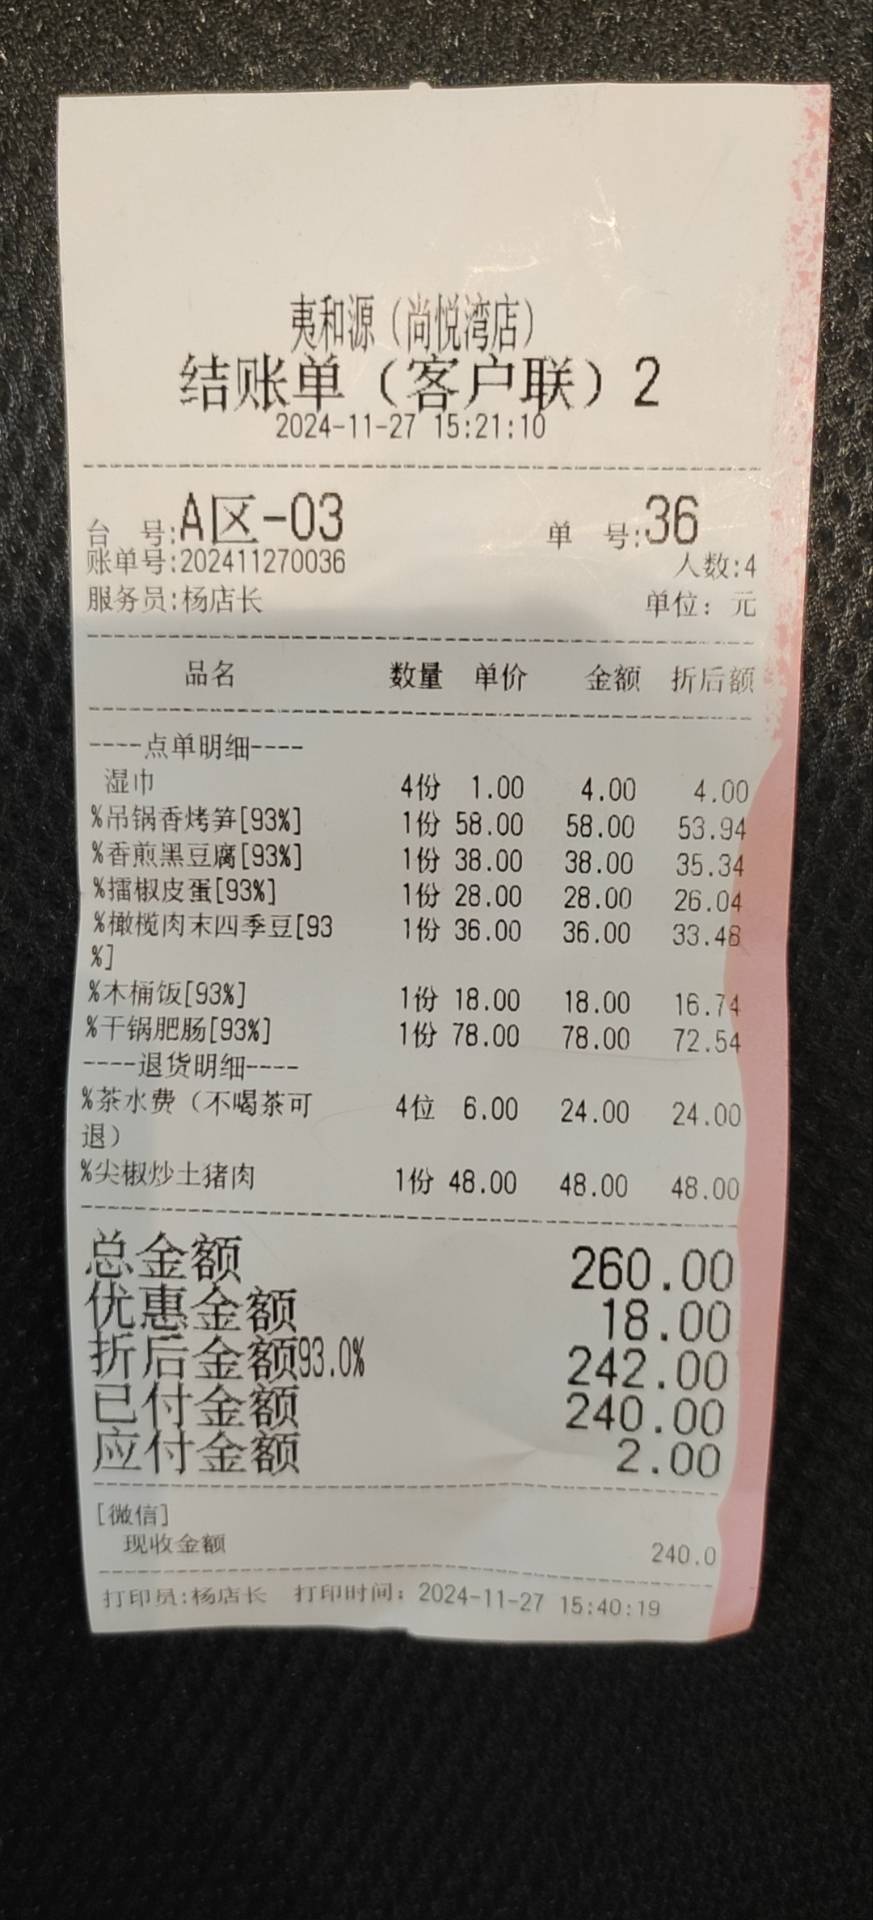 夷和源（尚悦湾店）
结账单（客户联）2
2024-11-27 15:21:10
台 号:A区-03 单 号:36
账单号:202411270036 人数:4
服务员:杨店长 单位：元
品名 数量 单价 金额 折后额
----点单明细----
湿巾 4份 1.00 4.00 4.00
%吊锅香烤笋[93%] 1份 58.00 58.00 53.94
%香煎黑豆腐[93%] 1份 38.00 38.00 35.34
%擂椒皮蛋[93%] 1份 28.00 28.00 26.04
%橄榄肉末四季豆[93 1份 36.00 36.00 33.48
%]
%木桶饭[93%] 1份 18.00 18.00 16.74
%干锅肥肠[93%] 1份 78.00 78.00 72.54
----退货明细----
%茶水费（不喝茶可 4位 6.00 24.00 24.00
退）
%尖椒炒土猪肉 1份 48.00 48.00 48.00
总金额 260.00
优惠金额 18.00
折后金额93.0% 242.00
已付金额 240.00
应付金额 2.00
[微信]
现收金额 240.0
打印员:杨店长 打印时间：2024-11-27 15:40:19